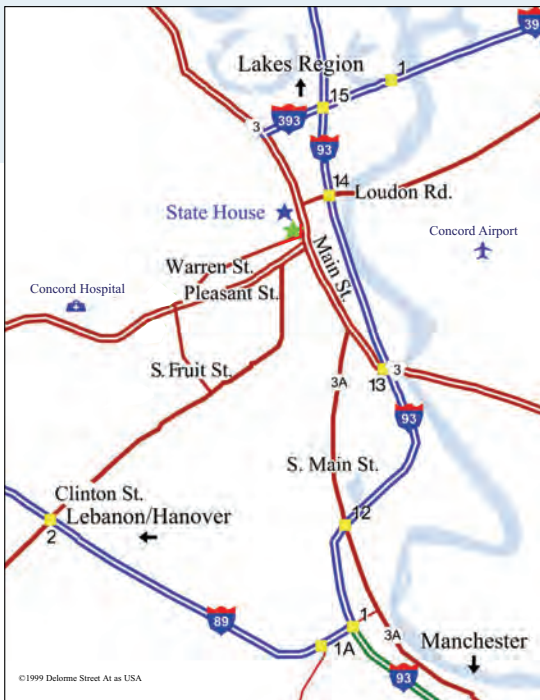 39
Lakes Region
1
15
3
393
93
14
Loudon Rd.
State House
Concord Airport
Main St.
Warren St.
Concord Hospital
Pleasant St.
S. Fruit St.
3
13
3A
93
S. Main St.
Clinton St.
Lebanon/Hanover
12
2
89
1
3A
1A
Manchester
93
©1999 Delorme Street At as USA